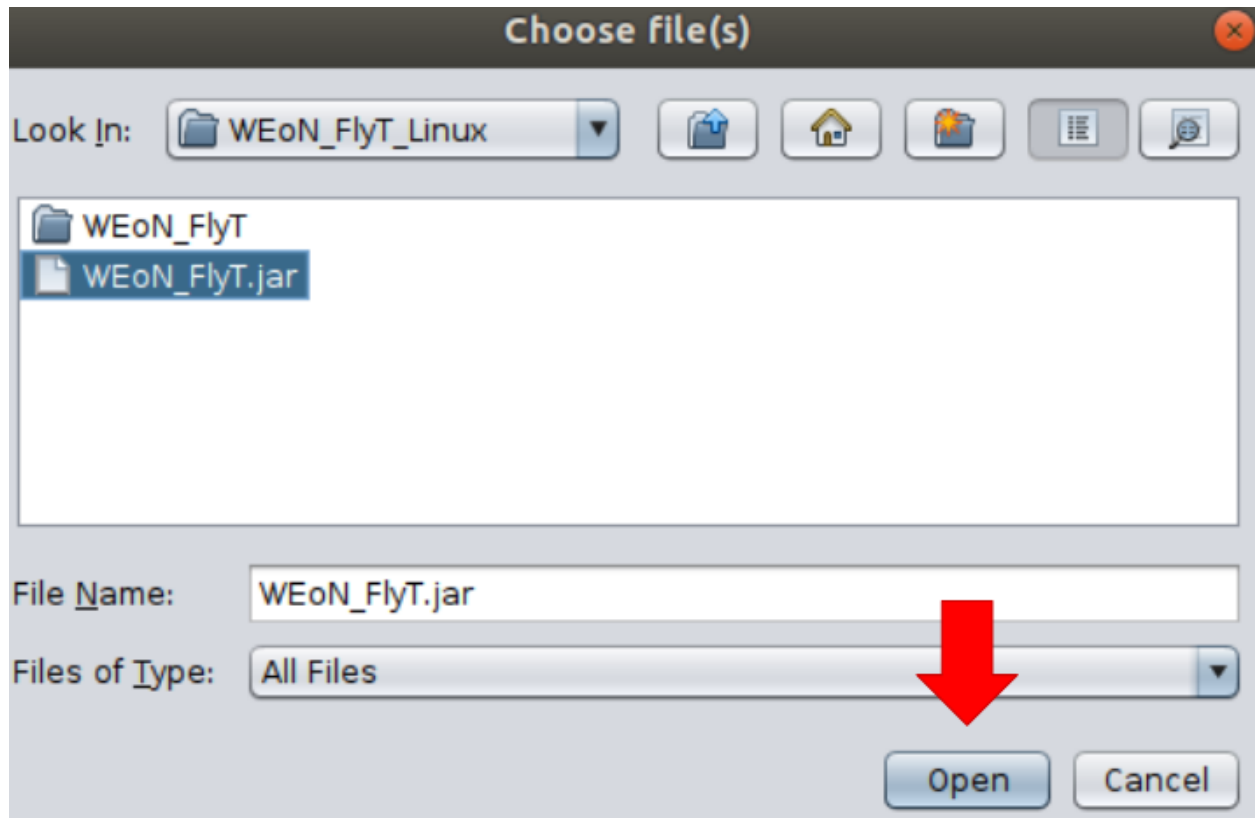 Choose file(s)
Look In: WEoN_FlyT_Linux
WEoN_FlyT
WEoN_FlyT.jar
File Name: WEoN_FlyT.jar
Files of Type: All Files
Open Cancel